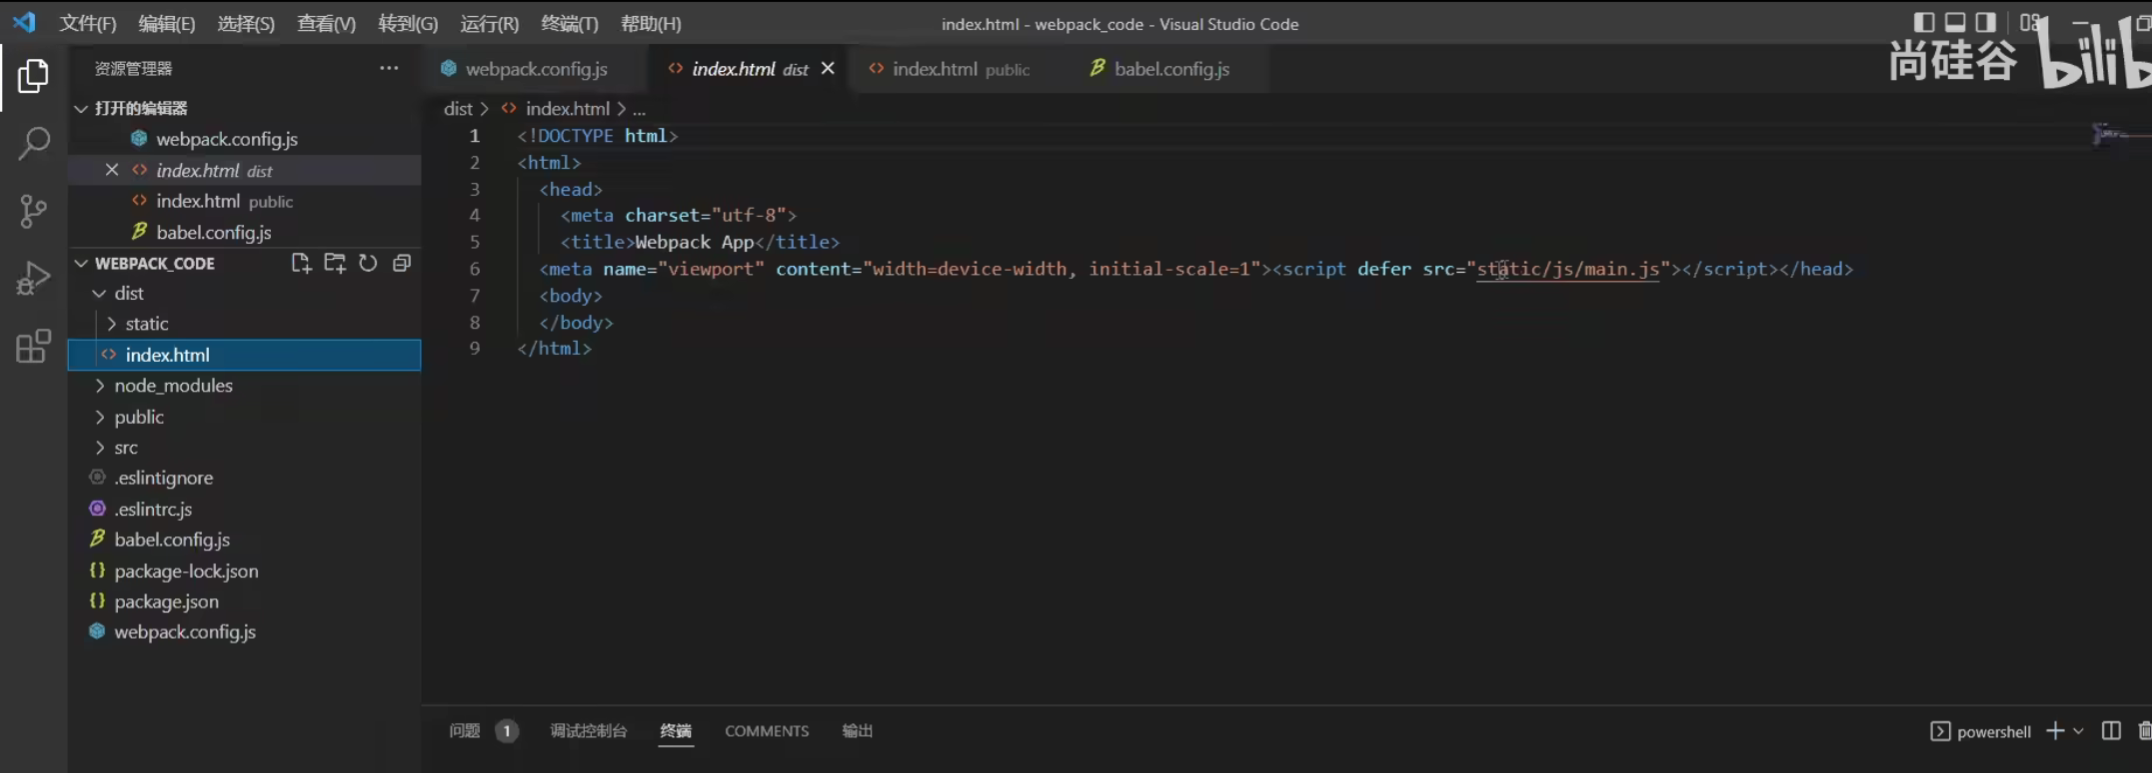 文件(F) 编辑(E) 选择(S) 查看(V) 转到(G) 运行(R) 终端(T) 帮助(H) index.html - webpack_code - Visual Studio Code
尚硅谷 bilib
资源管理器 ···
webpack.config.js index.html dist index.html public babel.config.js
打开的编辑器
webpack.config.js
index.html dist
index.html public
babel.config.js
WEBPACK_CODE
dist
static
index.html
node_modules
public
src
.eslintignore
.eslintrc.js
babel.config.js
package-lock.json
package.json
webpack.config.js
dist > index.html > ...
1 <!DOCTYPE html>
2 <html>
3 <head>
4 <meta charset="utf-8">
5 <title>Webpack App</title>
6 <meta name="viewport" content="width=device-width, initial-scale=1"><script defer src="static/js/main.js"></script></head>
7 <body>
8 </body>
9 </html>
问题 1 调试控制台 终端 COMMENTS 输出 powershell